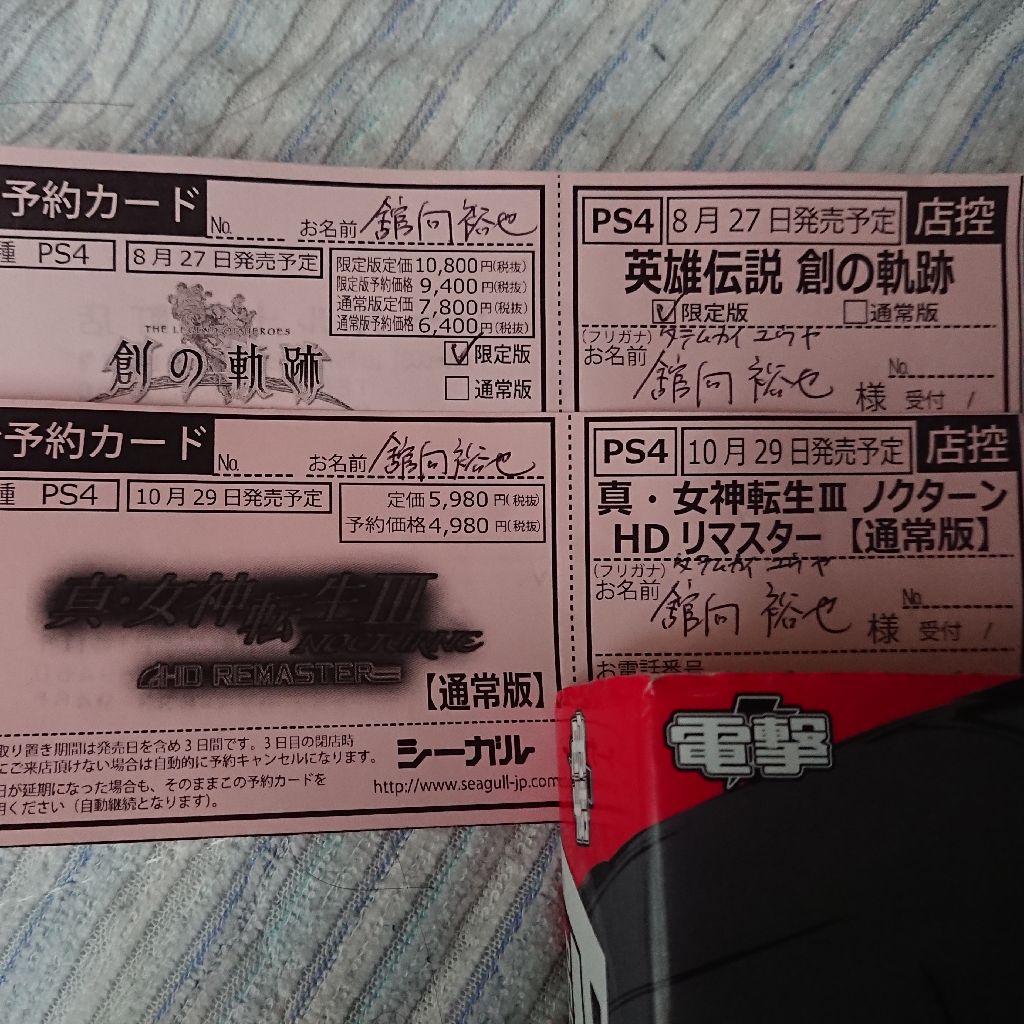 予約カード
No.
お名前 舘向 裕也
種 PS4
8月27日発売予定
限定版定価 10,800円(税抜)
限定版予約価格 9,400円(税抜)
通常版定価 7,800円(税抜)
通常版予約価格 6,400円(税抜)
THE LEGEND OF HEROES
創の軌跡
限定版
通常版
PS4
8月27日発売予定
店控
英雄伝説 創の軌跡
限定版 通常版
(フリガナ) タテムカイ ユウヤ
お名前 舘向 裕也 様
No.
受付 /
予約カード
No.
お名前 舘向裕也
種 PS4
10月29日発売予定
定価 5,980円(税抜)
予約価格 4,980円(税抜)
真・女神転生III
NOCTURNE
HD REMASTER
【通常版】
取り置き期間は発売日を含め3日間です。3日目の閉店時
にご来店頂けない場合は自動的に予約キャンセルになります。
日が延期になった場合も、そのままこの予約カードを
用ください（自動継続となります）。
シーガル
http://www.seagull-jp.com
PS4
10月29日発売予定
店控
真・女神転生Ⅲ ノクターン
HDリマスター【通常版】
(フリガナ) タテムカイ ユウヤ
お名前 舘向 裕也 様
No.
受付 /
お電話番号
電撃